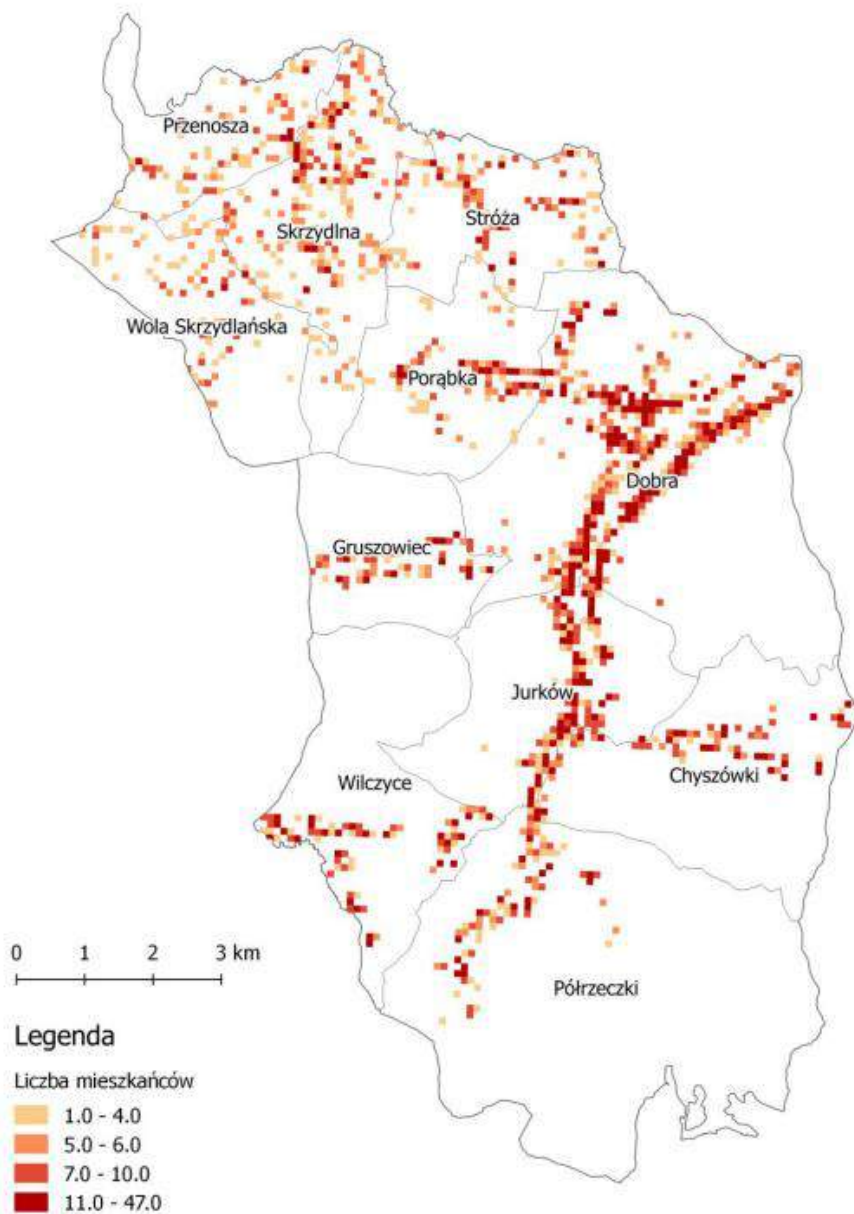 Przenosza
Skrzydlna
Stróża
Wola Skrzydlańska
Porąbka
Dobra
Gruszowiec
Jurków
Chyszówki
Wilczyce
0 1 2 3 km
Półrzeczki
Legenda
Liczba mieszkańców
1.0 - 4.0
5.0 - 6.0
7.0 - 10.0
11.0 - 47.0